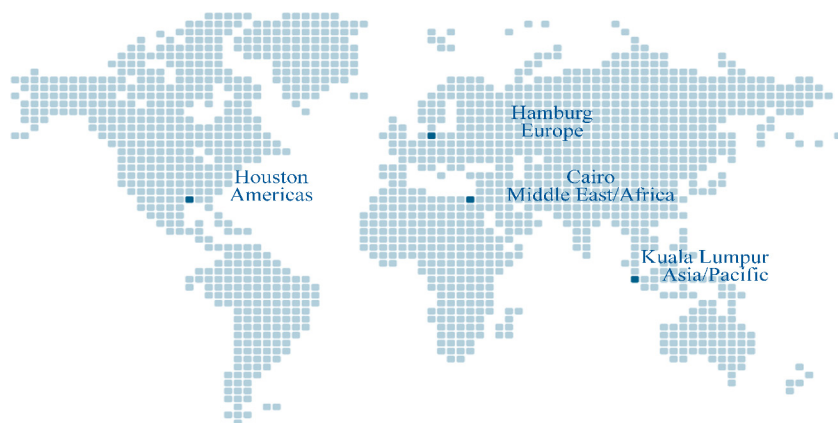 Hamburg
Europe
Houston
Americas
Cairo
Middle East/Africa
Kuala Lumpur
Asia/Pacific